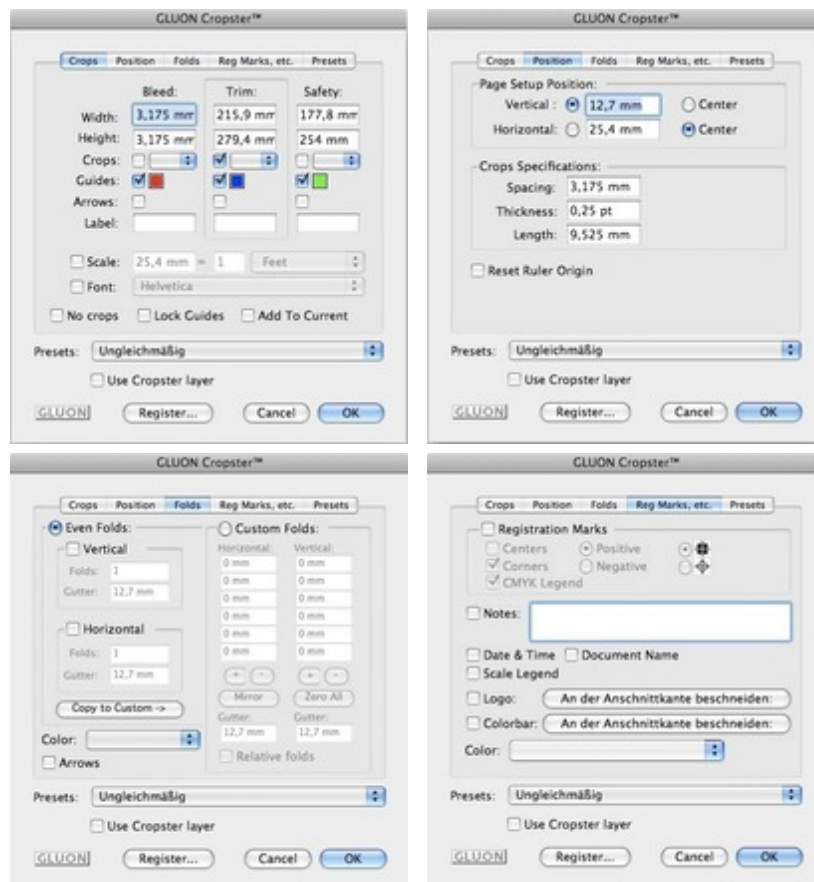 GLUON Cropster™
Crops Position Folds Reg Marks, etc. Presets
Bleed: Trim: Safety:
Width: 3,175 mm 215,9 mm 177,8 mm
Height: 3,175 mm 279,4 mm 254 mm
Crops:
Guides:
Arrows:
Label:
Scale: 25,4 mm = 1 Feet
Font: Helvetica
No crops Lock Guides Add To Current
Presets: Ungleichmäßig
Use Cropster layer
GLUON Register... Cancel OK
GLUON Cropster™
Crops Position Folds Reg Marks, etc. Presets
Page Setup Position:
Vertical : 12,7 mm Center
Horizontal: 25,4 mm Center
Crops Specifications:
Spacing: 3,175 mm
Thickness: 0,25 pt
Length: 9,525 mm
Reset Ruler Origin
Presets: Ungleichmäßig
Use Cropster layer
GLUON Register... Cancel OK
GLUON Cropster™
Crops Position Folds Reg Marks, etc. Presets
Even Folds: Custom Folds:
Vertical Horizontal: Vertical:
Folds: 1 0 mm 0 mm
Gutter: 12,7 mm 0 mm 0 mm
0 mm 0 mm
Horizontal 0 mm 0 mm
0 mm 0 mm
Folds: 1 0 mm 0 mm
Gutter: 12,7 mm + - + -
Mirror Zero All
Copy to Custom -> Gutter: Gutter:
12,7 mm 12,7 mm
Color:
Arrows Relative folds
Presets: Ungleichmäßig
Use Cropster layer
GLUON Register... Cancel OK
GLUON Cropster™
Crops Position Folds Reg Marks, etc. Presets
Registration Marks
Centers Positive
Corners Negative
CMYK Legend
Notes:
Date & Time Document Name
Scale Legend
Logo: An der Anschnittkante beschneiden:
Colorbar: An der Anschnittkante beschneiden:
Color:
Presets: Ungleichmäßig
Use Cropster layer
GLUON Register... Cancel OK